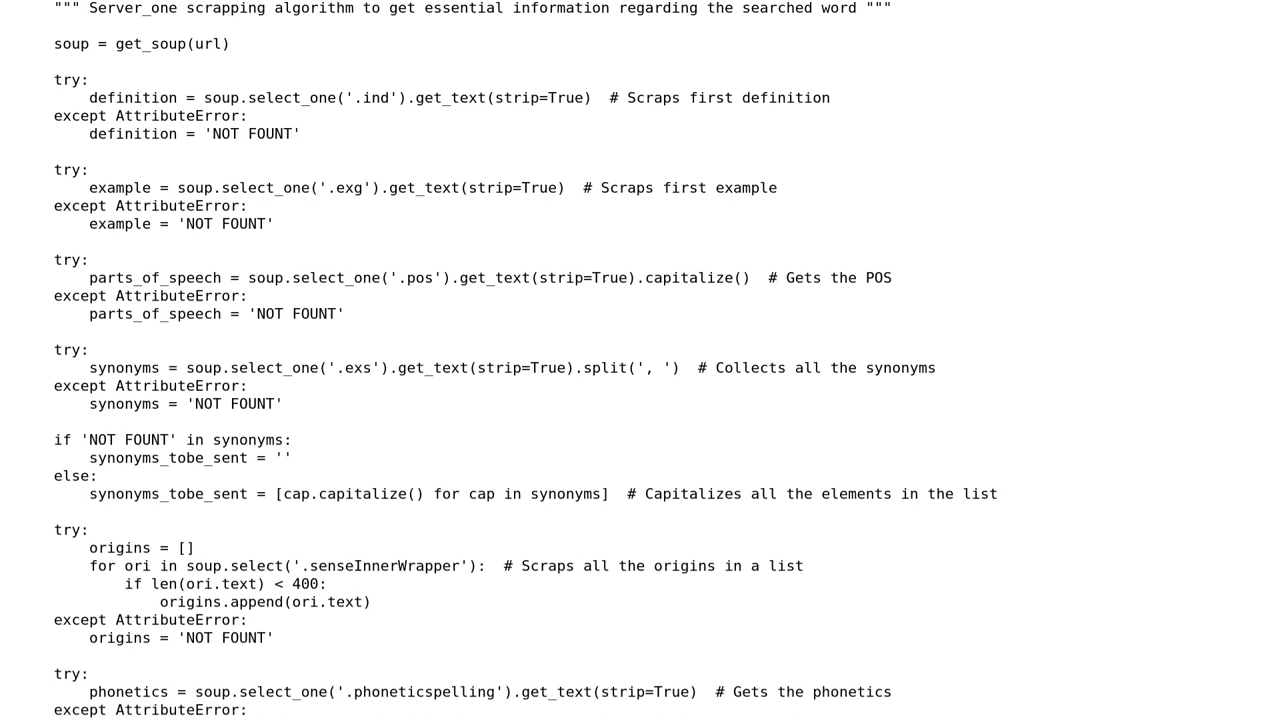 """ Server_one scrapping algorithm to get essential information regarding the searched word """
soup = get_soup(url)
try:
definition = soup.select_one('.ind').get_text(strip=True)  # Scraps first definition
except AttributeError:
definition = 'NOT FOUNT'
try:
example = soup.select_one('.exg').get_text(strip=True)  # Scraps first example
except AttributeError:
example = 'NOT FOUNT'
try:
parts_of_speech = soup.select_one('.pos').get_text(strip=True).capitalize()  # Gets the POS
except AttributeError:
parts_of_speech = 'NOT FOUNT'
try:
synonyms = soup.select_one('.exs').get_text(strip=True).split(', ')  # Collects all the synonyms
except AttributeError:
synonyms = 'NOT FOUNT'
if 'NOT FOUNT' in synonyms:
synonyms_tobe_sent = ''
else:
synonyms_tobe_sent = [cap.capitalize() for cap in synonyms]  # Capitalizes all the elements in the list
try:
origins = []
for ori in soup.select('.senseInnerWrapper'):  # Scraps all the origins in a list
if len(ori.text) < 400:
origins.append(ori.text)
except AttributeError:
origins = 'NOT FOUNT'
try:
phonetics = soup.select_one('.phoneticspelling').get_text(strip=True)  # Gets the phonetics
except AttributeError: